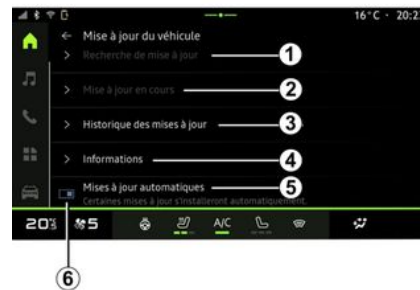 16°C · 20:2
Mise à jour du véhicule
Recherche de mise à jour
1
Mise à jour en cours
2
Historique des mises à jour
3
Informations
4
Mises à jour automatiques
5
Certaines mises à jour s'installeront automatiquement.
20
5
A/C
6